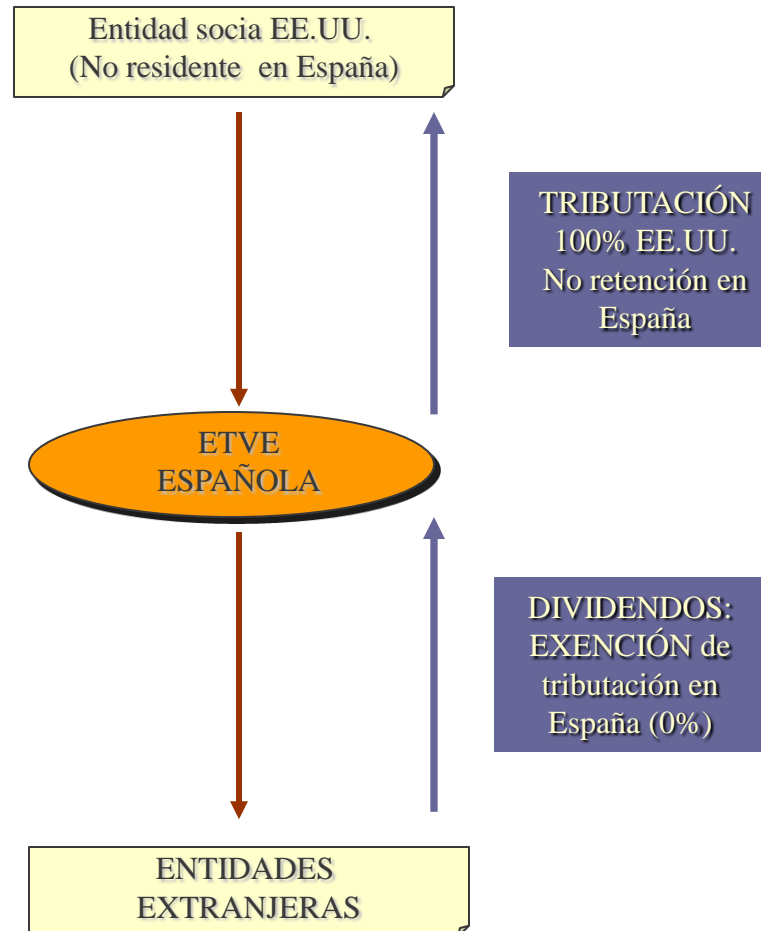 Entidad socia EE.UU.
(No residente en España)
TRIBUTACIÓN
100% EE.UU.
No retención en
España
ETVE
ESPAÑOLA
DIVIDENDOS:
EXENCIÓN de
tributación en
España (0%)
ENTIDADES
EXTRANJERAS